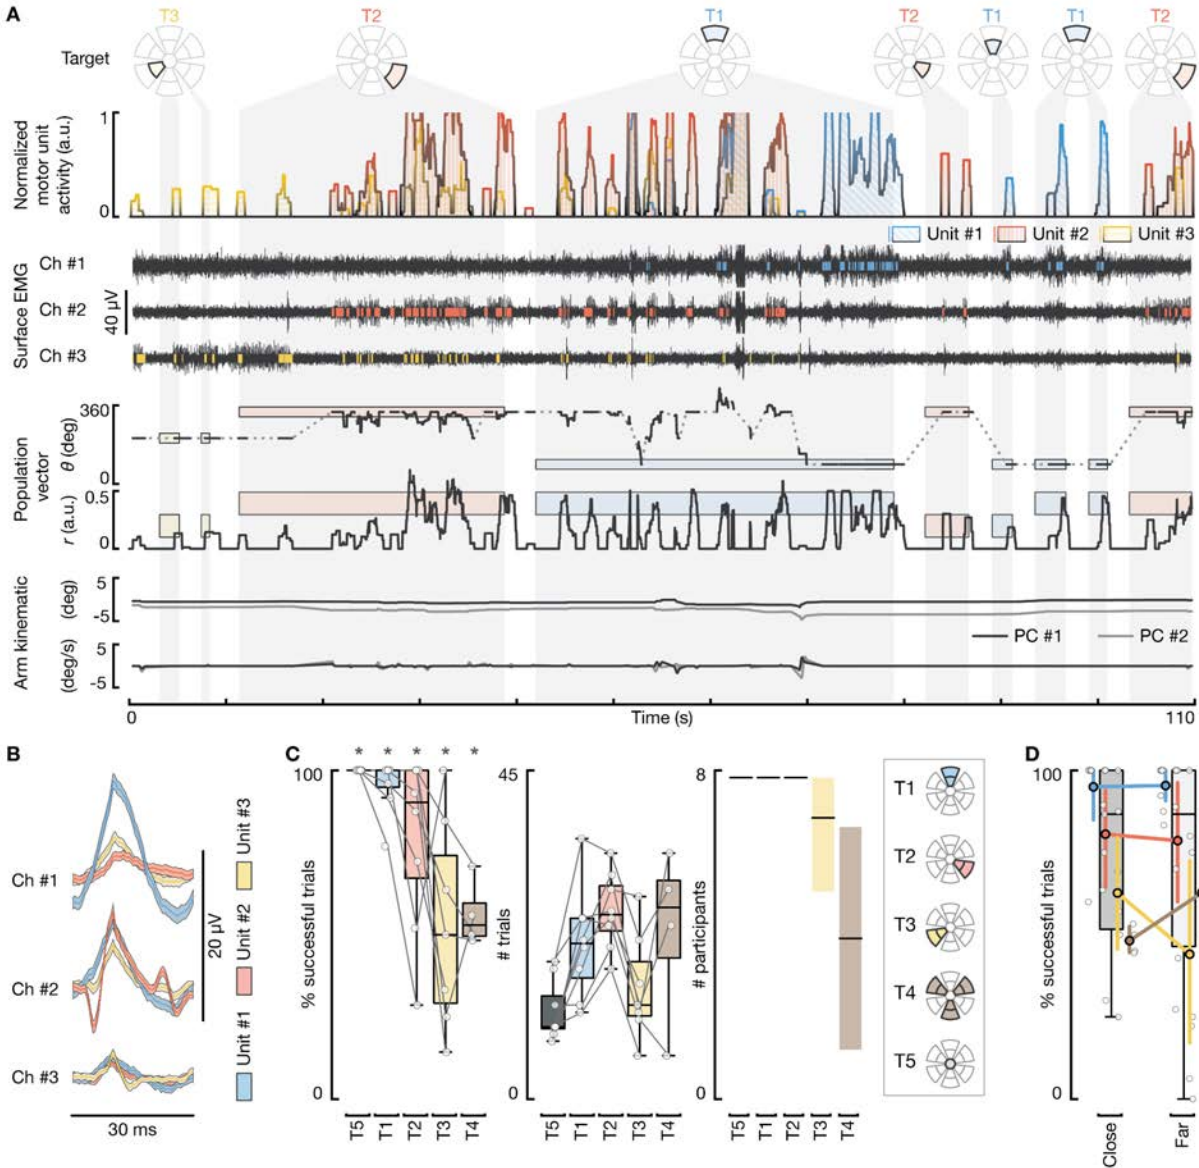 A
T3
T2
T1
T2
T1
T1
T2
Target
Normalized
motor unit
activity (a.u.)
1
0
Unit #1
Unit #2
Unit #3
Surface EMG
Ch #1
Ch #2
Ch #3
40 µV
Population
vector
θ (deg)
360
0
r (a.u.)
0.5
0
Arm kinematic
(deg)
5
-5
(deg/s)
5
-5
PC #1
PC #2
0
Time (s)
110
B
Ch #1
Ch #2
Ch #3
20 µV
30 ms
Unit #3
Unit #2
Unit #1
C
* * * * *
% successful trials
100
0
T5
T1
T2
T3
T4
# trials
45
0
T5
T1
T2
T3
T4
# participants
8
0
T5
T1
T2
T3
T4
T1
T2
T3
T4
T5
D
% successful trials
100
0
Close
Far